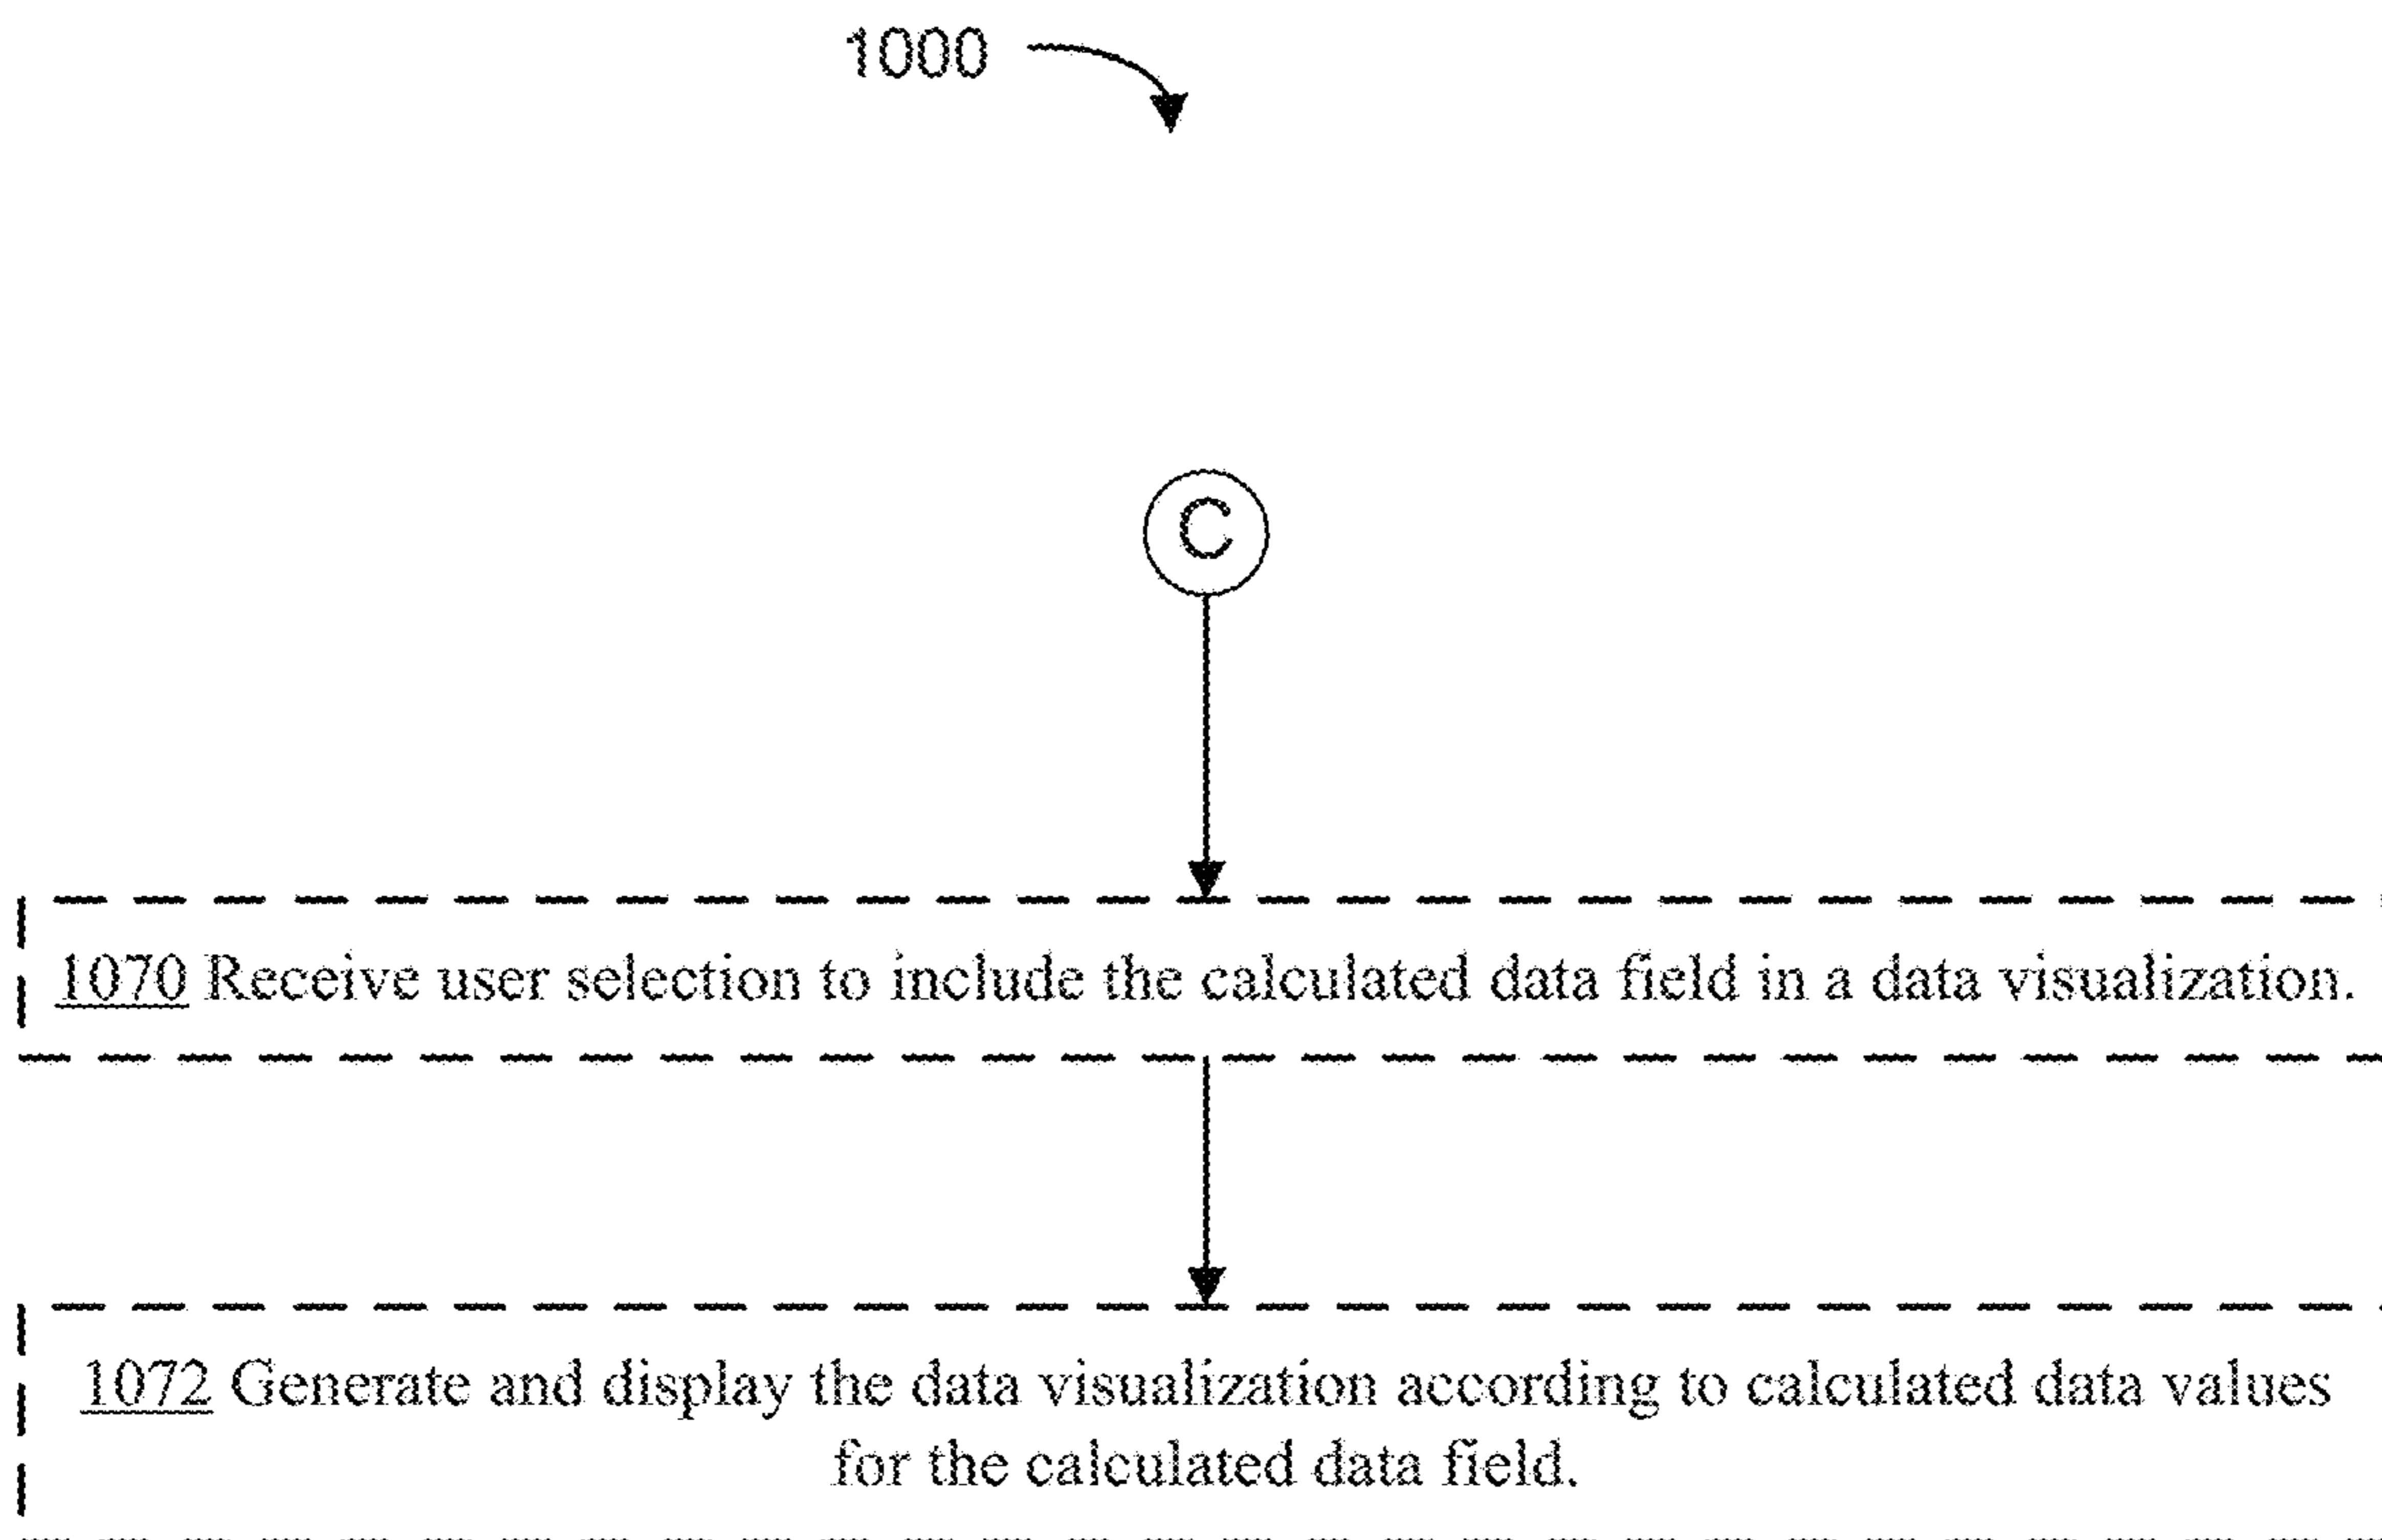 1000
C
1070 Receive user selection to include the calculated data field in a data visualization.
1072 Generate and display the data visualization according to calculated data values
for the calculated data field.